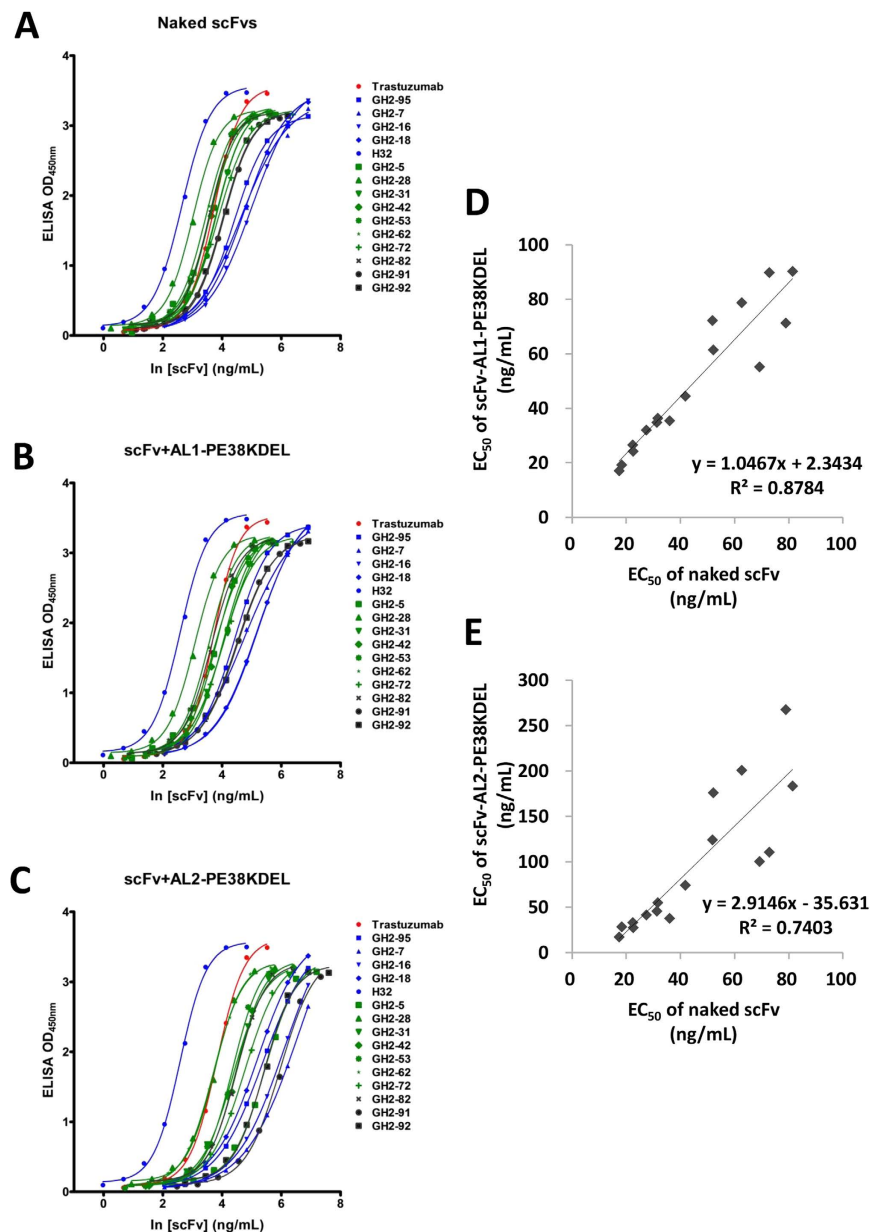 A
Naked scFvs
4
3
2
1
0
ELISA OD450nm
0
2
4
6
8
ln [scFv] (ng/mL)
Trastuzumab
GH2-95
GH2-7
GH2-16
GH2-18
H32
GH2-5
GH2-28
GH2-31
GH2-42
GH2-53
GH2-62
GH2-72
GH2-82
GH2-91
GH2-92
B
scFv+AL1-PE38KDEL
4
3
2
1
0
ELISA OD450nm
0
2
4
6
8
ln [scFv] (ng/mL)
Trastuzumab
GH2-95
GH2-7
GH2-16
GH2-18
H32
GH2-5
GH2-28
GH2-31
GH2-42
GH2-53
GH2-62
GH2-72
GH2-82
GH2-91
GH2-92
C
scFv+AL2-PE38KDEL
4
3
2
1
0
ELISA OD450nm
0
2
4
6
8
ln [scFv] (ng/mL)
Trastuzumab
GH2-95
GH2-7
GH2-16
GH2-18
H32
GH2-5
GH2-28
GH2-31
GH2-42
GH2-53
GH2-62
GH2-72
GH2-82
GH2-91
GH2-92
D
100
80
60
40
20
0
EC50 of scFv-AL1-PE38KDEL
(ng/mL)
y = 1.0467x + 2.3434
R² = 0.8784
0
20
40
60
80
100
EC50 of naked scFv
(ng/mL)
E
300
250
200
150
100
50
0
EC50 of scFv-AL2-PE38KDEL
(ng/mL)
y = 2.9146x - 35.631
R² = 0.7403
0
20
40
60
80
100
EC50 of naked scFv
(ng/mL)